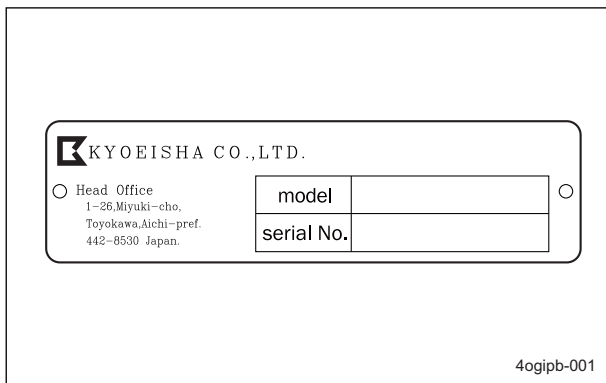 KYOEISHA CO.,LTD.
Head Office
1-26,Miyuki-cho,
Toyokawa,Aichi-pref.
442-8530 Japan.
model
serial No.
4ogipb-001